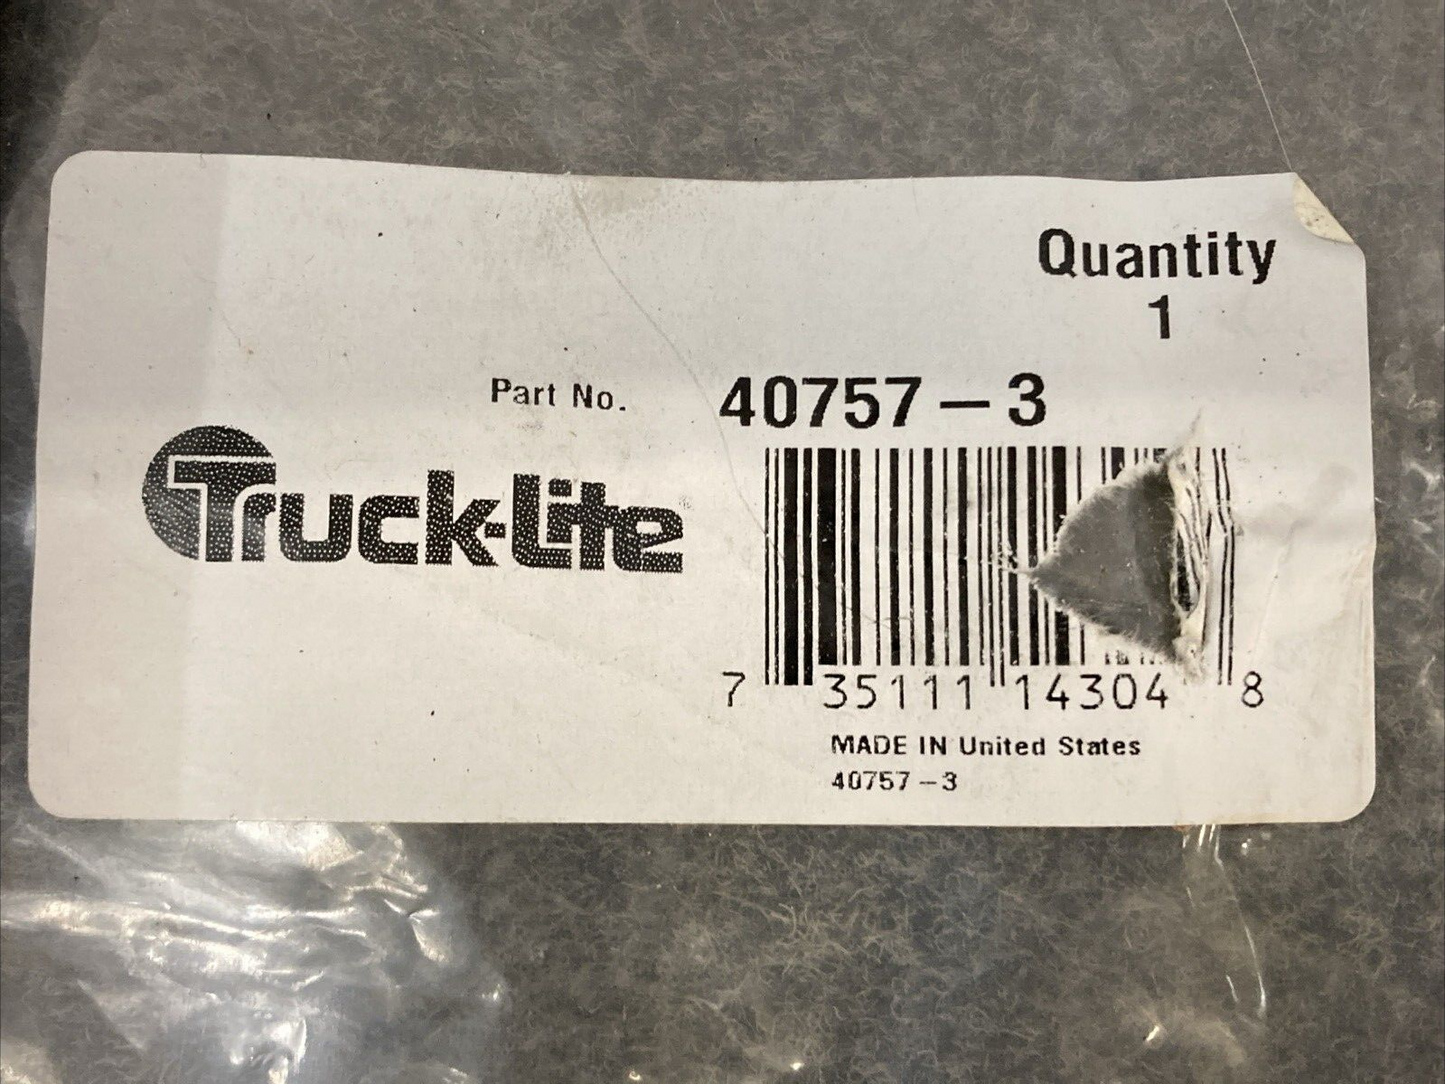 Quantity
1
Part No. 40757-3
Truck-Lite
7 35111 14304 8
MADE IN United States
40757-3